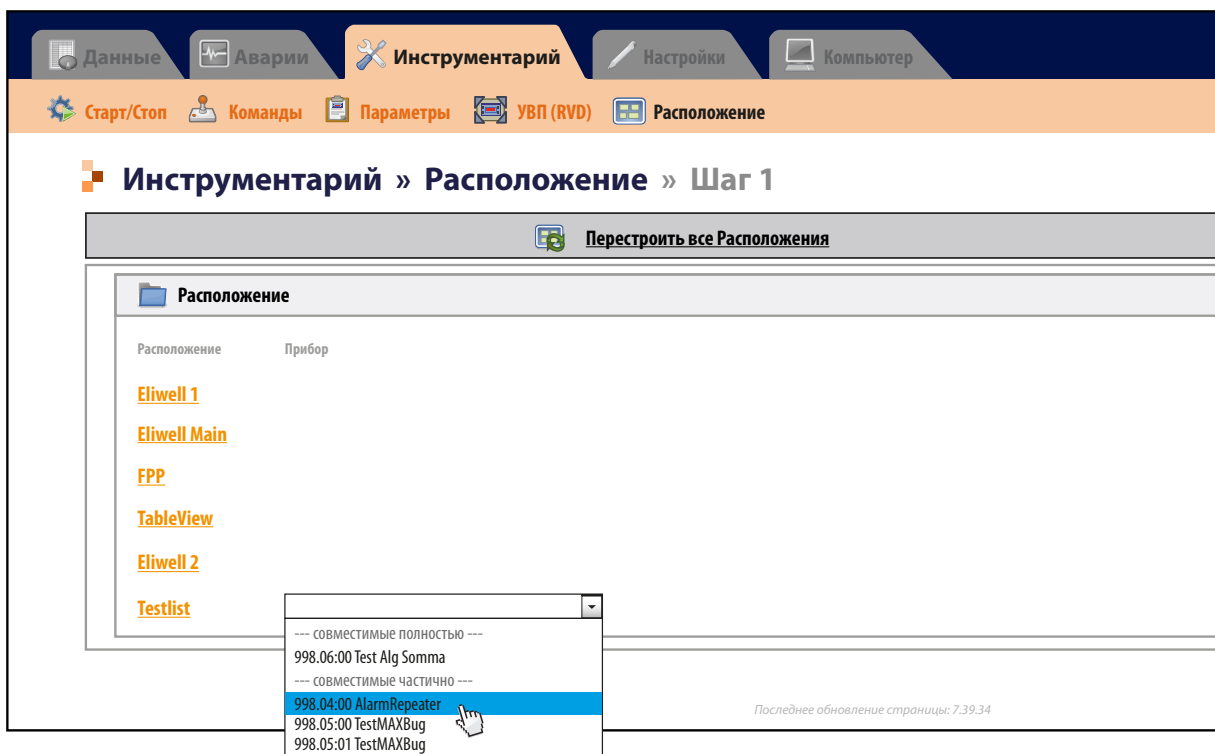 Данные Аварии Инструментарий Настройки Компьютер
Старт/Стоп Команды Параметры УВП (RVD) Расположение
Инструментарий » Расположение » Шаг 1
Перестроить все Расположения
Расположение
Расположение Прибор
Eliwell 1
Eliwell Main
FPP
TableView
Eliwell 2
Testlist
--- совместимые полностью ---
998.06:00 Test Alg Somma
--- совместимые частично ---
998.04:00 AlarmRepeater
998.05:00 TestMAXBug
998.05:01 TestMAXBug
Последнее обновление страницы: 7.39.34